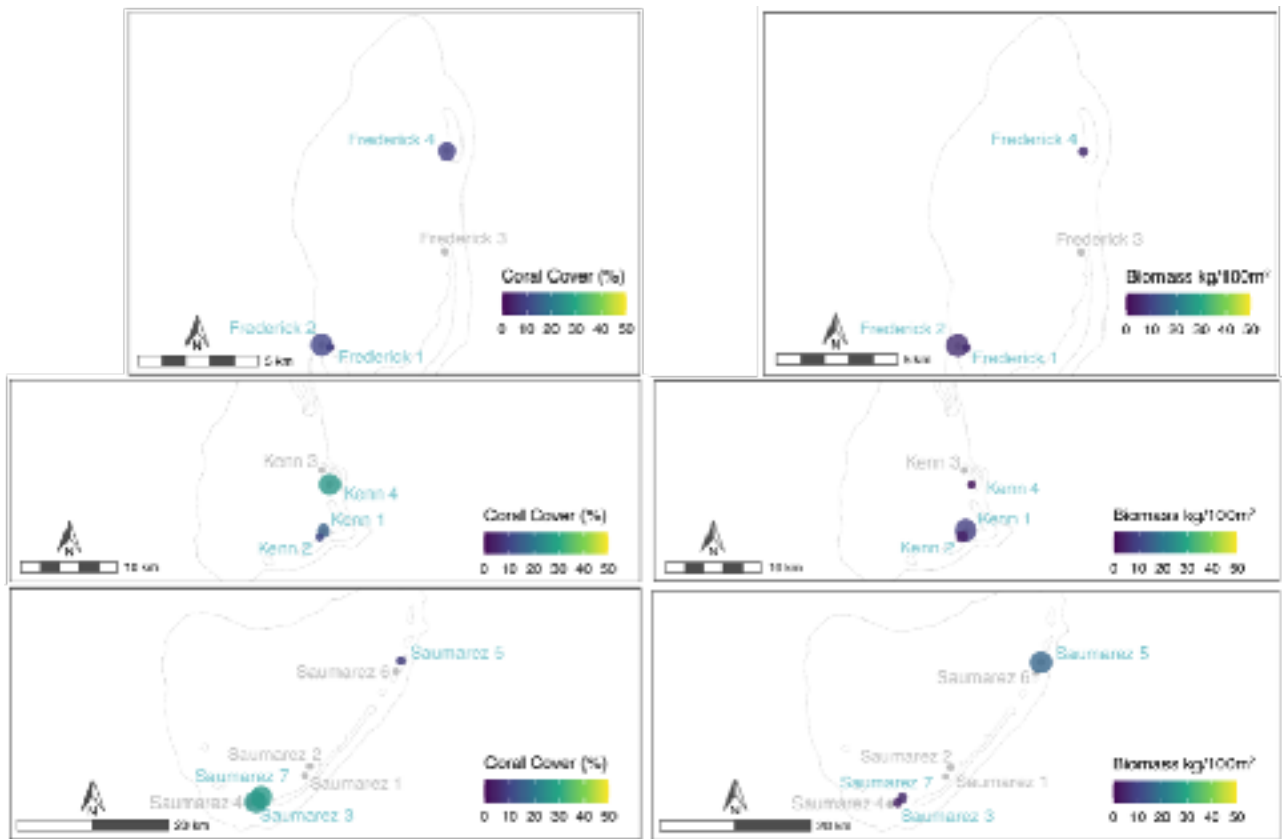 Frederick 4
Frederick 3
Coral Cover (%)
0 10 20 30 40 50
Frederick 2
Frederick 1
N
5 km
Frederick 4
Frederick 3
Biomass kg/100m²
0 10 20 30 40 50
Frederick 2
Frederick 1
N
5 km
Kenn 3
Kenn 4
Kenn 1
Kenn 2
Coral Cover (%)
0 10 20 30 40 50
N
10 km
Kenn 3
Kenn 4
Kenn 1
Kenn 2
Biomass kg/100m²
0 10 20 30 40 50
N
10 km
Saumarez 5
Saumarez 6
Saumarez 2
Saumarez 7
Saumarez 1
Saumarez 4
Saumarez 3
Coral Cover (%)
0 10 20 30 40 50
N
20 km
Saumarez 5
Saumarez 6
Saumarez 2
Saumarez 7
Saumarez 1
Saumarez 4
Saumarez 3
Biomass kg/100m²
0 10 20 30 40 50
N
20 km